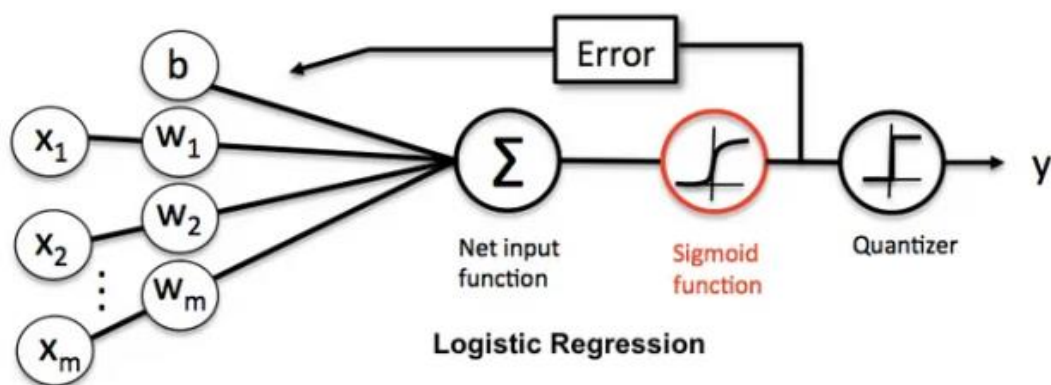 Error
b
x₁
w₁
x₂
w₂
⋮
xₘ
wₘ
Σ
y
Net input
function
Sigmoid
function
Quantizer
Logistic Regression